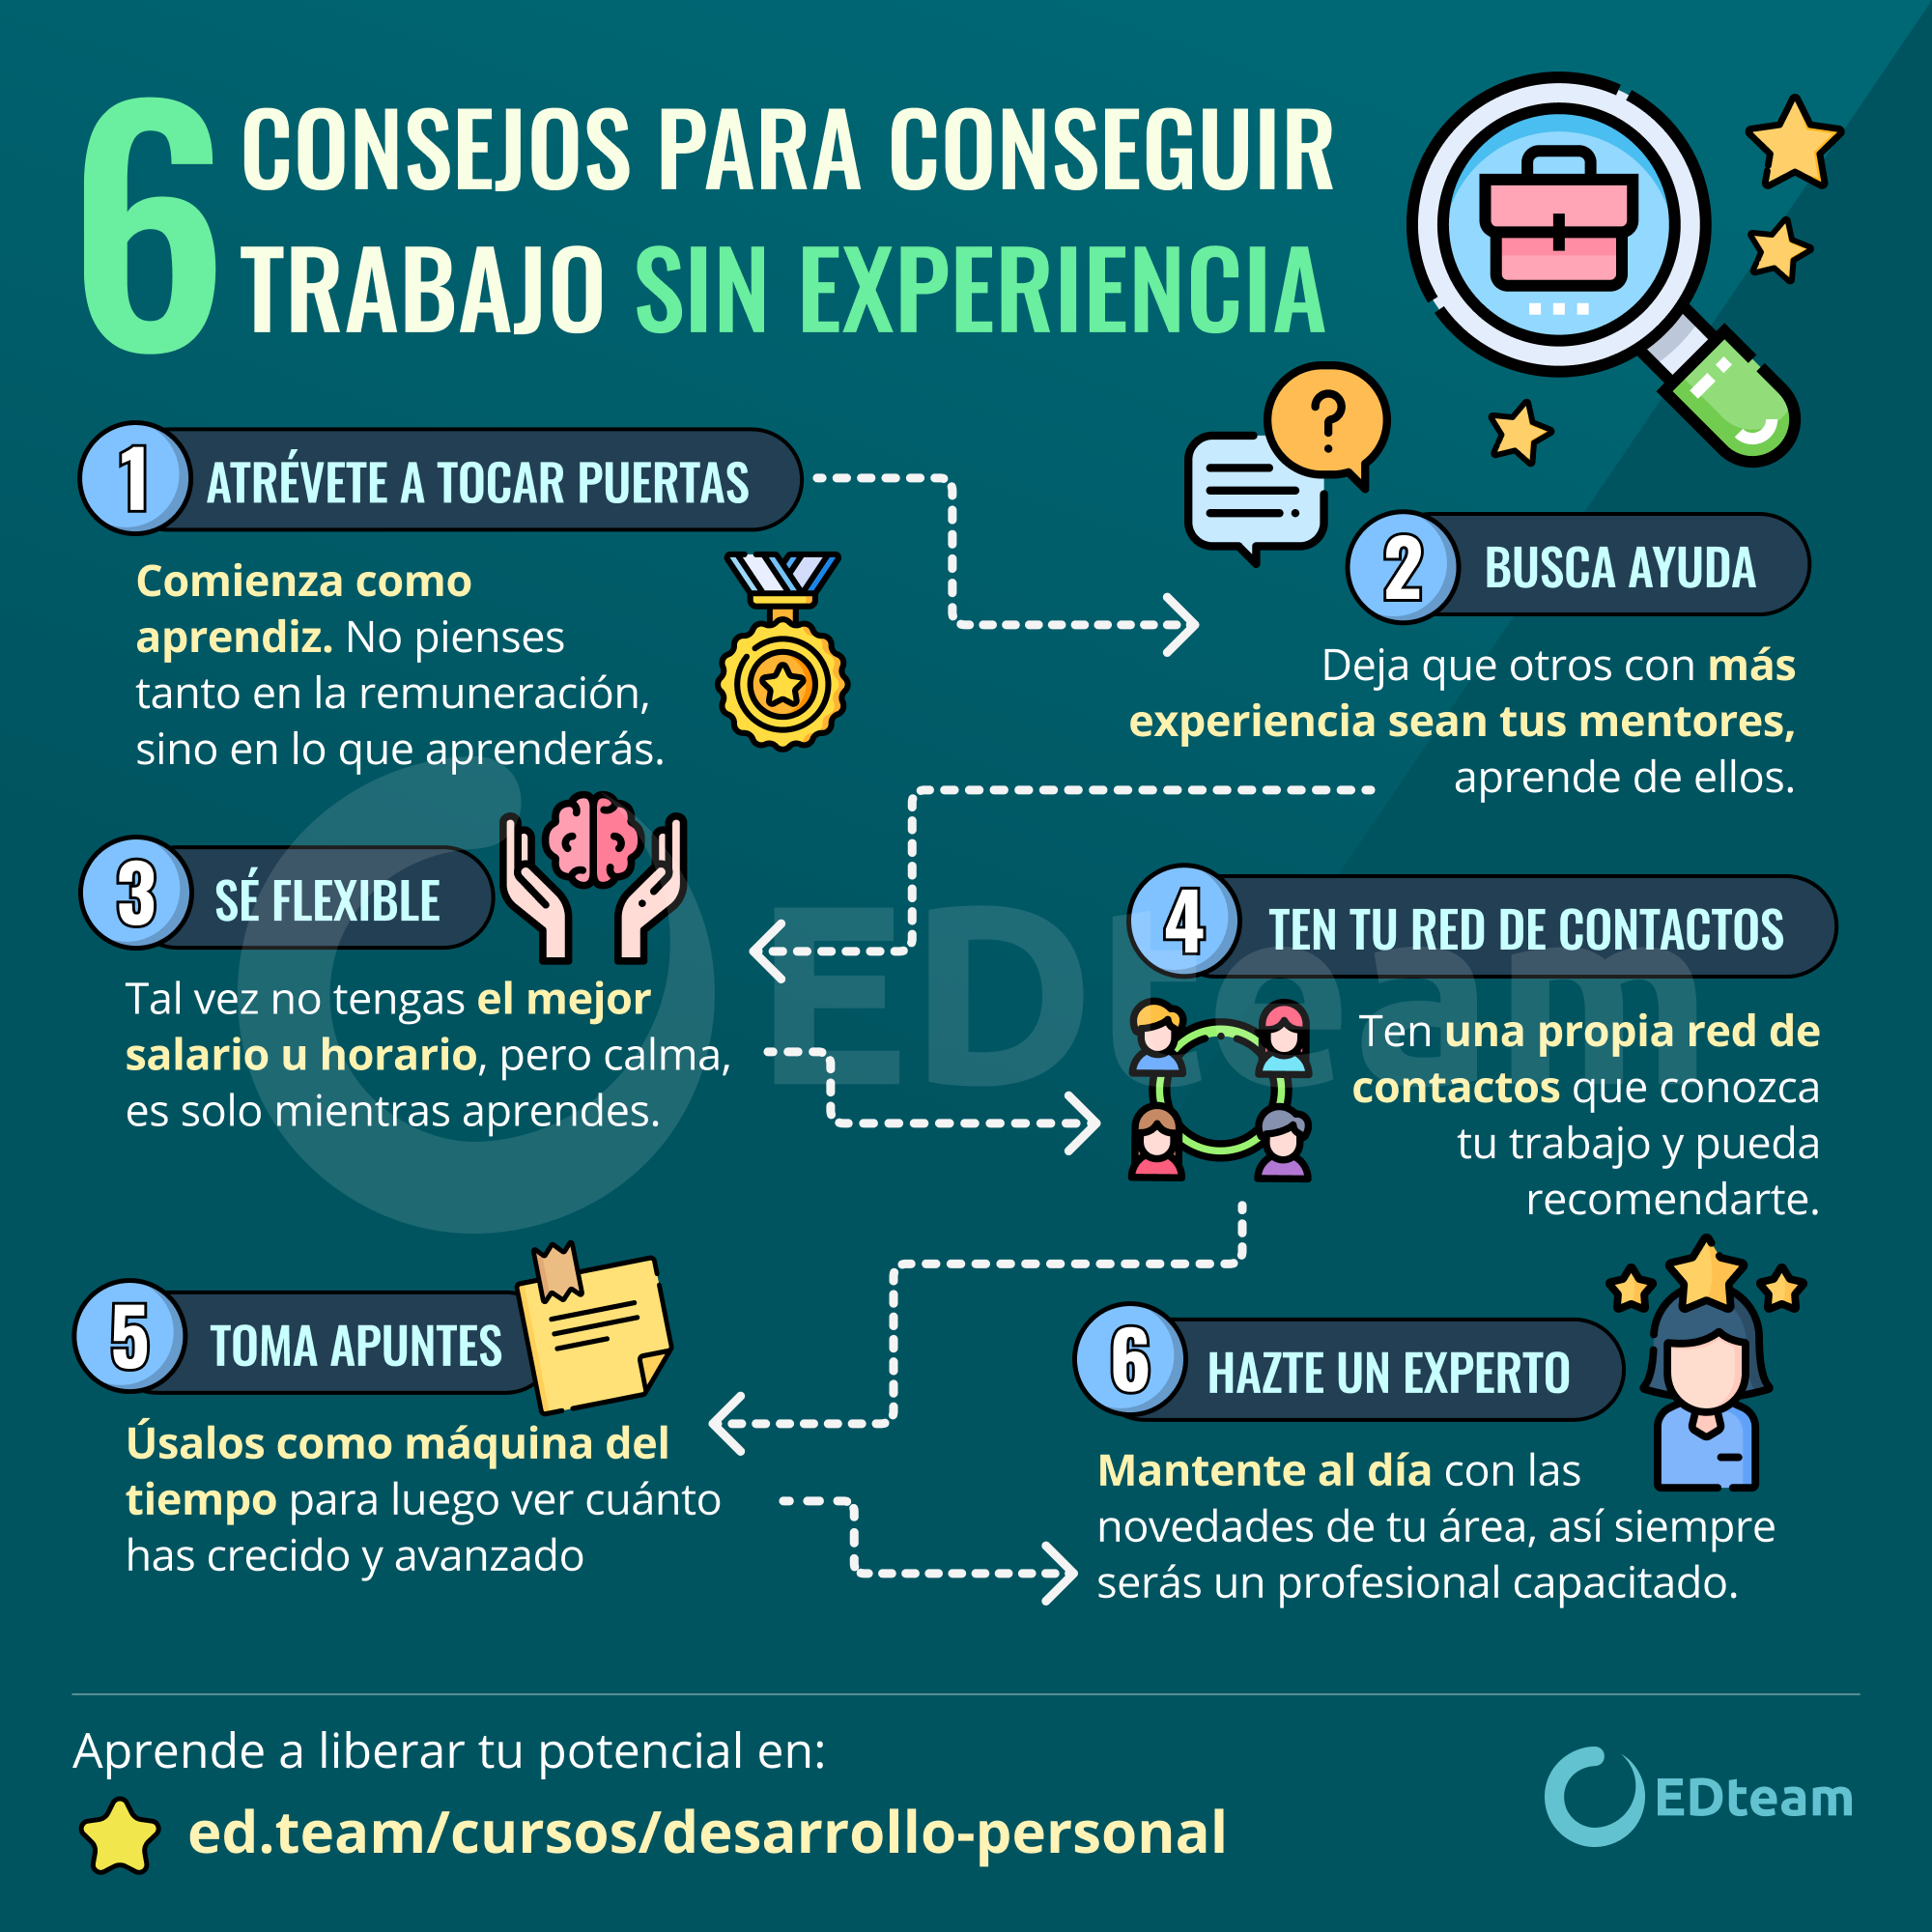 6
CONSEJOS PARA CONSEGUIR
TRABAJO SIN EXPERIENCIA
1
ATRÉVETE A TOCAR PUERTAS
Comienza como
aprendiz. No pienses
tanto en la remuneración,
sino en lo que aprenderás.
?
2
BUSCA AYUDA
Deja que otros con más
experiencia sean tus mentores,
aprende de ellos.
3
SÉ FLEXIBLE
Tal vez no tengas el mejor
salario u horario, pero calma,
es solo mientras aprendes.
4
TEN TU RED DE CONTACTOS
Ten una propia red de
contactos que conozca
tu trabajo y pueda
recomendarte.
EDteam
5
TOMA APUNTES
Úsalos como máquina del
tiempo para luego ver cuánto
has crecido y avanzado
6
HAZTE UN EXPERTO
Mantente al día con las
novedades de tu área, así siempre
serás un profesional capacitado.
Aprende a liberar tu potencial en:
ed.team/cursos/desarrollo-personal
EDteam